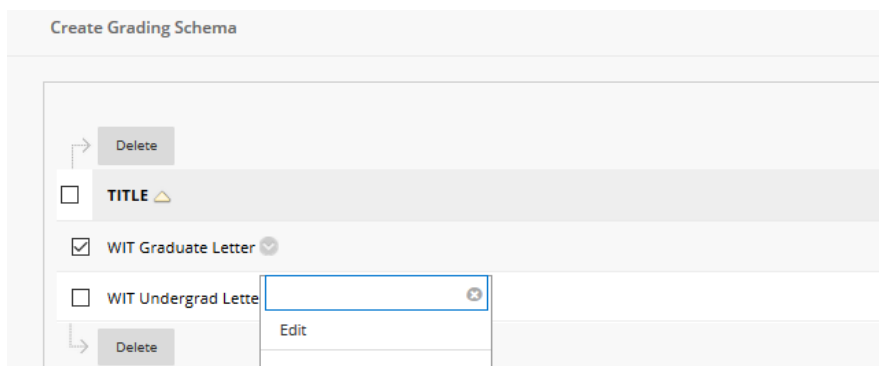 Create Grading Schema
Delete
TITLE
WIT Graduate Letter
WIT Undergrad Lette
Edit
Delete